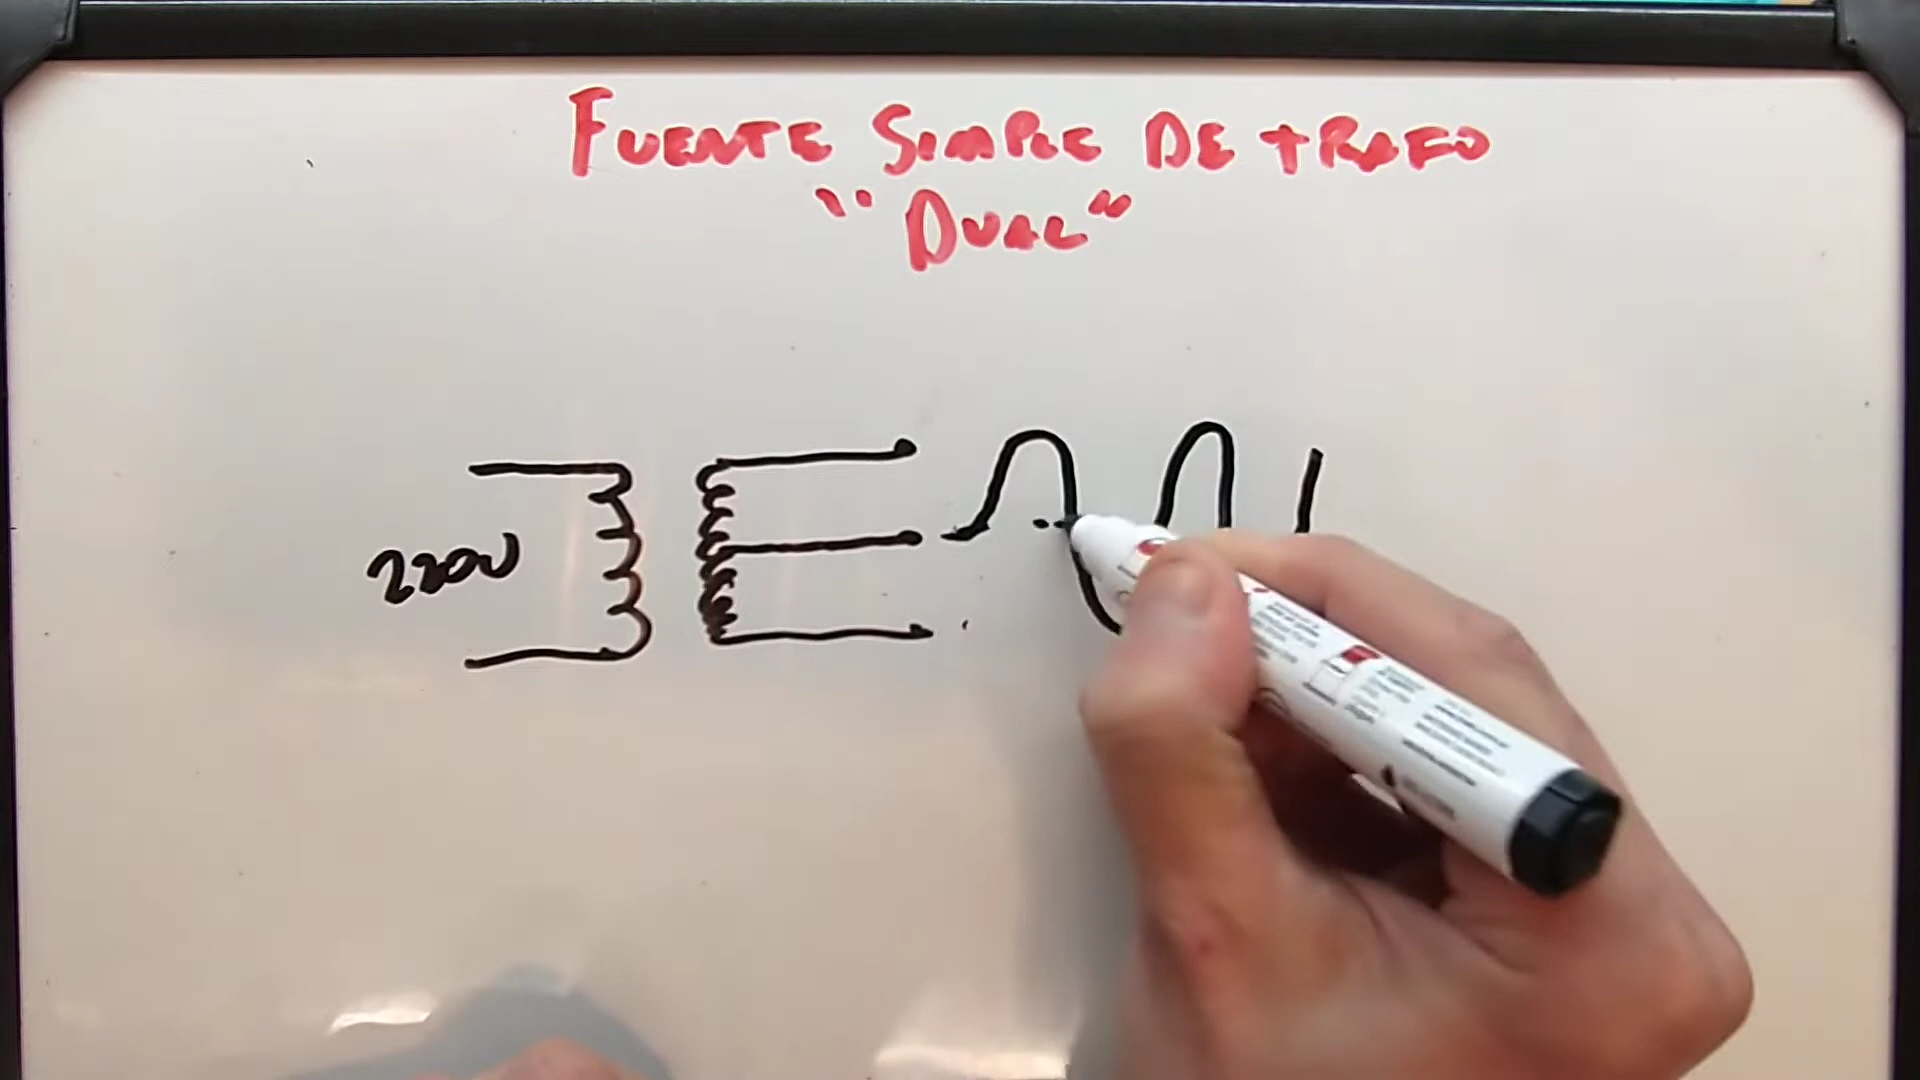 FUENTE SIMPLE DE TRAFO
"DUAL"
220V